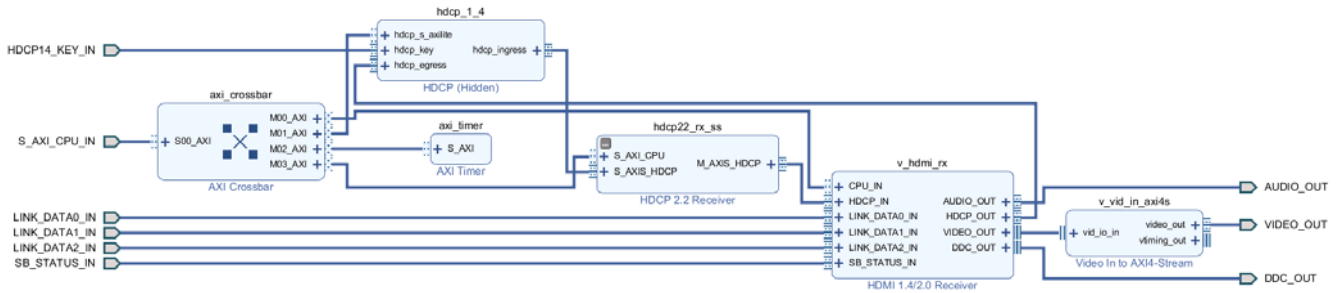 hdcp_1_4
HDCP14_KEY_IN
hdcp_s_axilite
hdcp_key
hdcp_egress
hdcp_ingress
HDCP (Hidden)
axi_crossbar
S_AXI_CPU_IN
S00_AXI
M00_AXI
M01_AXI
M02_AXI
M03_AXI
AXI Crossbar
axi_timer
S_AXI
AXI Timer
hdcp22_rx_ss
S_AXI_CPU
S_AXIS_HDCP
M_AXIS_HDCP
HDCP 2.2 Receiver
LINK_DATA0_IN
LINK_DATA1_IN
LINK_DATA2_IN
SB_STATUS_IN
v_hdmi_rx
CPU_IN
HDCP_IN
LINK_DATA0_IN
LINK_DATA1_IN
LINK_DATA2_IN
SB_STATUS_IN
AUDIO_OUT
HDCP_OUT
VIDEO_OUT
DDC_OUT
HDMI 1.4/2.0 Receiver
v_vid_in_axi4s
vid_io_in
video_out
vtiming_out
Video In to AXI4-Stream
AUDIO_OUT
VIDEO_OUT
DDC_OUT